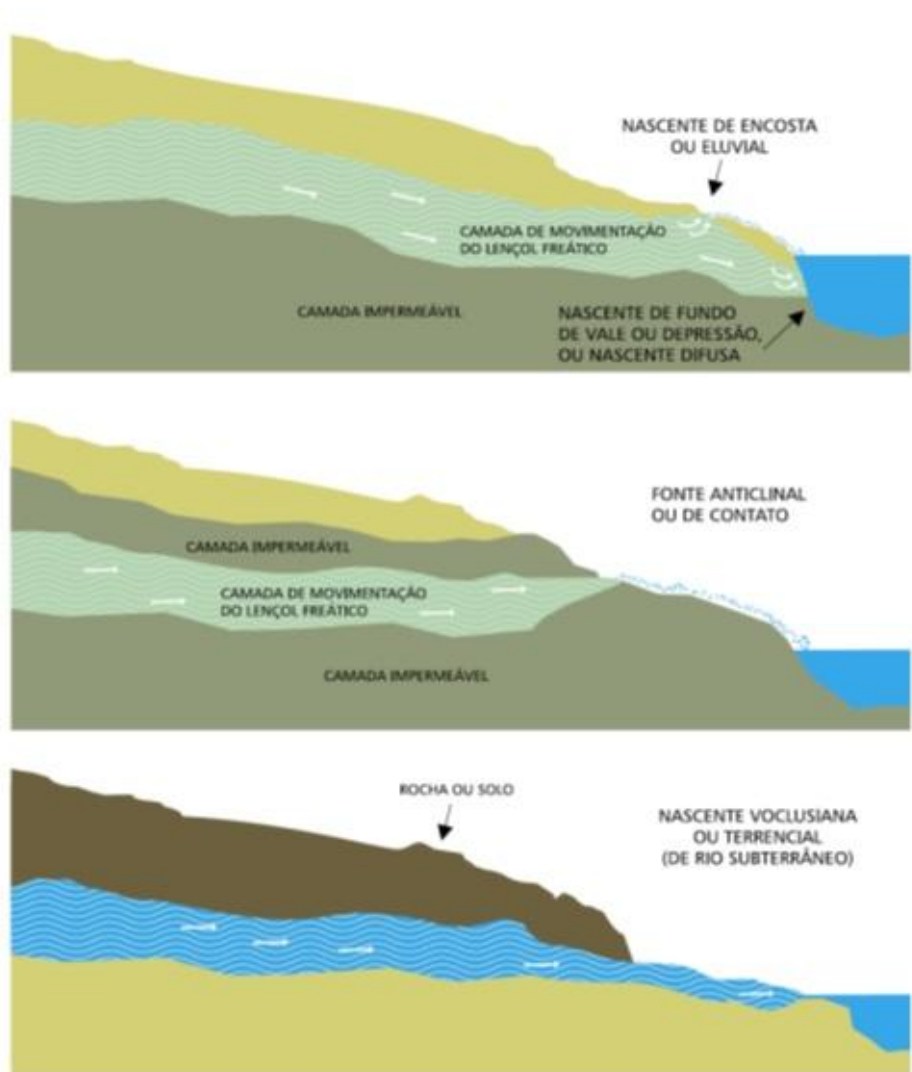 NASCENTE DE ENCOSTA
OU ELUVIAL
CAMADA DE MOVIMENTAÇÃO
DO LENÇOL FREÁTICO
CAMADA IMPERMEÁVEL
NASCENTE DE FUNDO
DE VALE OU DEPRESSÃO,
OU NASCENTE DIFUSA
FONTE ANTICLINAL
OU DE CONTATO
CAMADA IMPERMEÁVEL
CAMADA DE MOVIMENTAÇÃO
DO LENÇOL FREÁTICO
CAMADA IMPERMEÁVEL
ROCHA OU SOLO
NASCENTE VOCLUSIANA
OU TERRENCIAL
(DE RIO SUBTERRÂNEO)